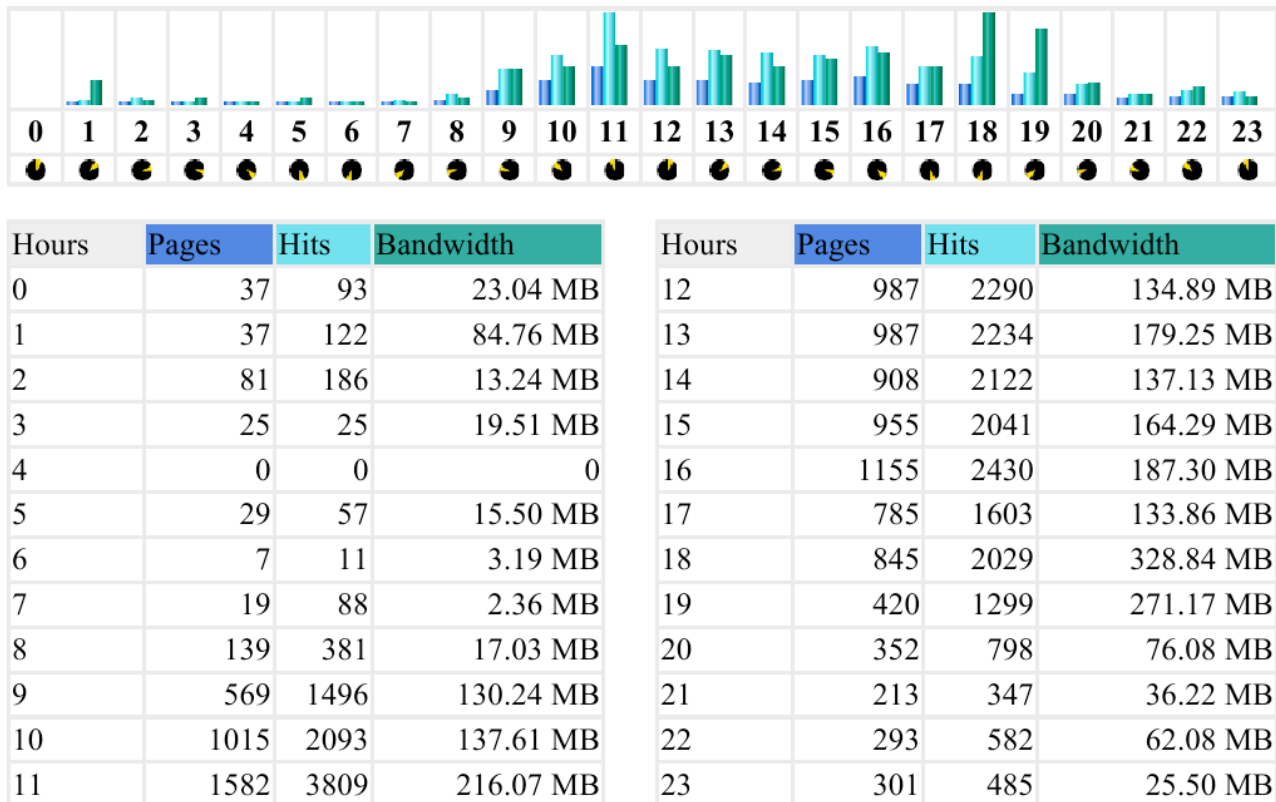 0 1 2 3 4 5 6 7 8 9 10 11 12 13 14 15 16 17 18 19 20 21 22 23
Hours Pages Hits Bandwidth
0 37 93 23.04 MB
1 37 122 84.76 MB
2 81 186 13.24 MB
3 25 25 19.51 MB
4 0 0 0
5 29 57 15.50 MB
6 7 11 3.19 MB
7 19 88 2.36 MB
8 139 381 17.03 MB
9 569 1496 130.24 MB
10 1015 2093 137.61 MB
11 1582 3809 216.07 MB
Hours Pages Hits Bandwidth
12 987 2290 134.89 MB
13 987 2234 179.25 MB
14 908 2122 137.13 MB
15 955 2041 164.29 MB
16 1155 2430 187.30 MB
17 785 1603 133.86 MB
18 845 2029 328.84 MB
19 420 1299 271.17 MB
20 352 798 76.08 MB
21 213 347 36.22 MB
22 293 582 62.08 MB
23 301 485 25.50 MB